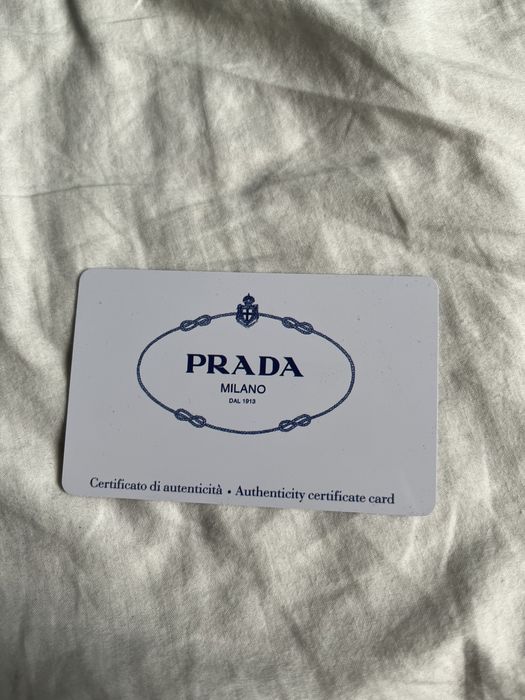 PRADA
MILANO
DAL 1913
Certificato di autenticità • Authenticity certificate card